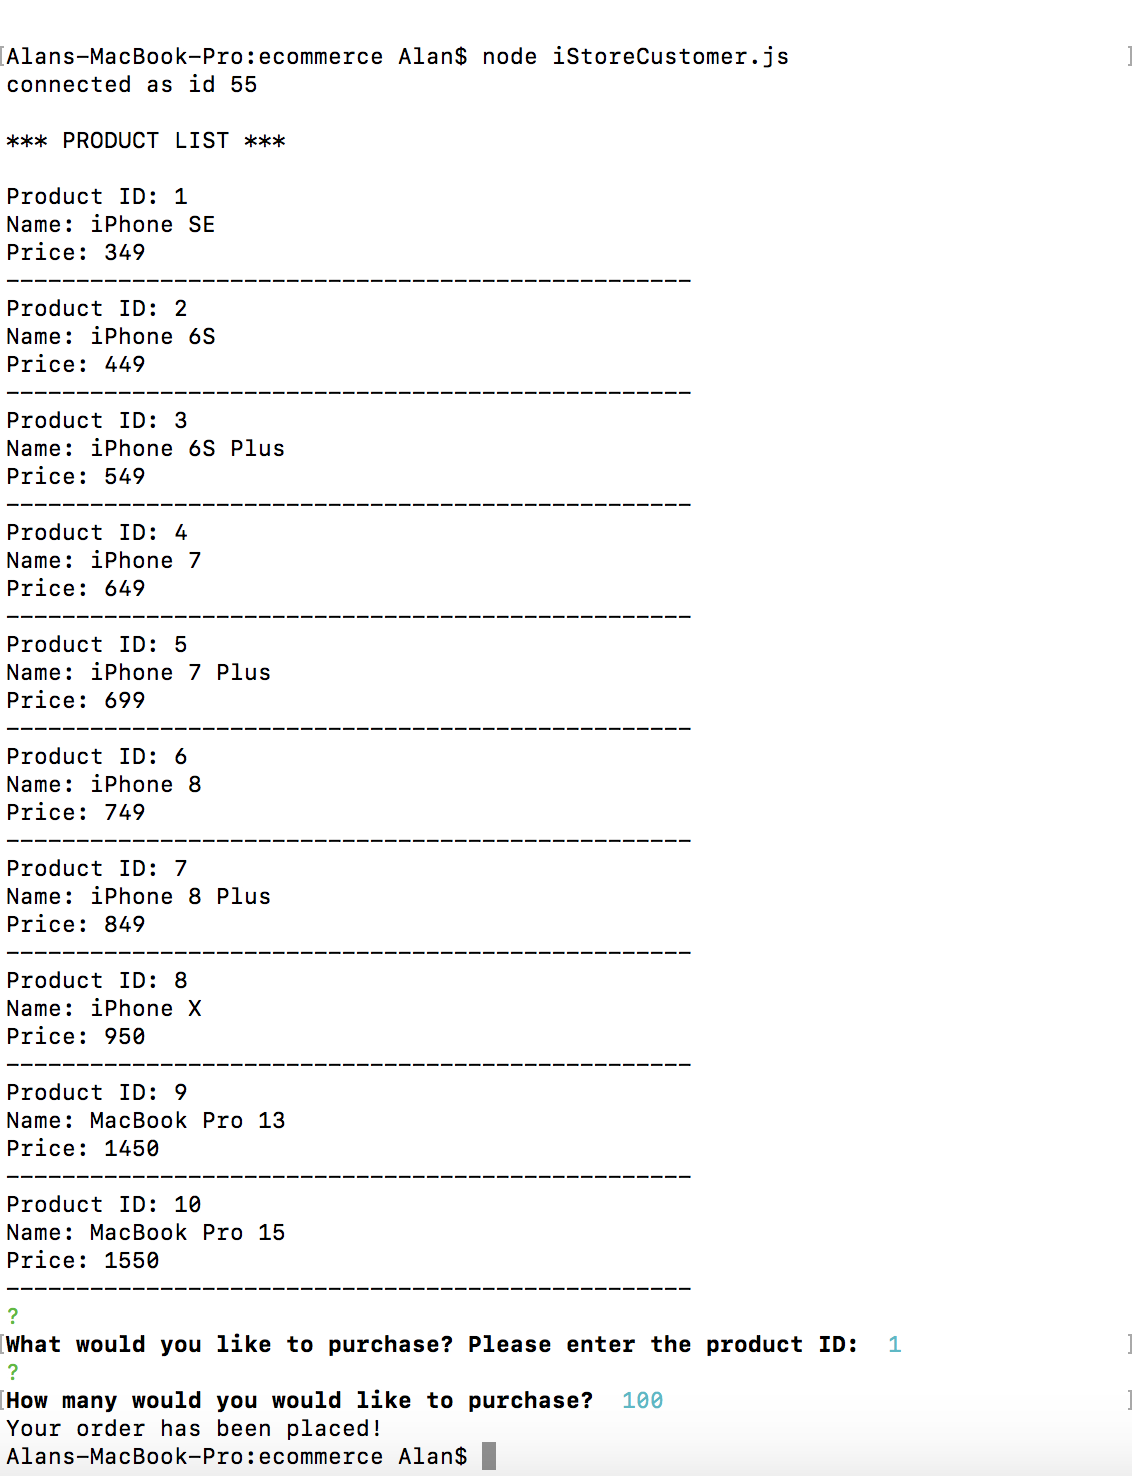 [Alans-MacBook-Pro:ecommerce Alan$ node iStoreCustomer.js ]
connected as id 55
*** PRODUCT LIST ***
Product ID: 1
Name: iPhone SE
Price: 349
-------------------------------------------------
Product ID: 2
Name: iPhone 6S
Price: 449
-------------------------------------------------
Product ID: 3
Name: iPhone 6S Plus
Price: 549
-------------------------------------------------
Product ID: 4
Name: iPhone 7
Price: 649
-------------------------------------------------
Product ID: 5
Name: iPhone 7 Plus
Price: 699
-------------------------------------------------
Product ID: 6
Name: iPhone 8
Price: 749
-------------------------------------------------
Product ID: 7
Name: iPhone 8 Plus
Price: 849
-------------------------------------------------
Product ID: 8
Name: iPhone X
Price: 950
-------------------------------------------------
Product ID: 9
Name: MacBook Pro 13
Price: 1450
-------------------------------------------------
Product ID: 10
Name: MacBook Pro 15
Price: 1550
-------------------------------------------------
?
[What would you like to purchase? Please enter the product ID:  1 ]
?
[How many would you would like to purchase?  100 ]
Your order has been placed!
Alans-MacBook-Pro:ecommerce Alan$